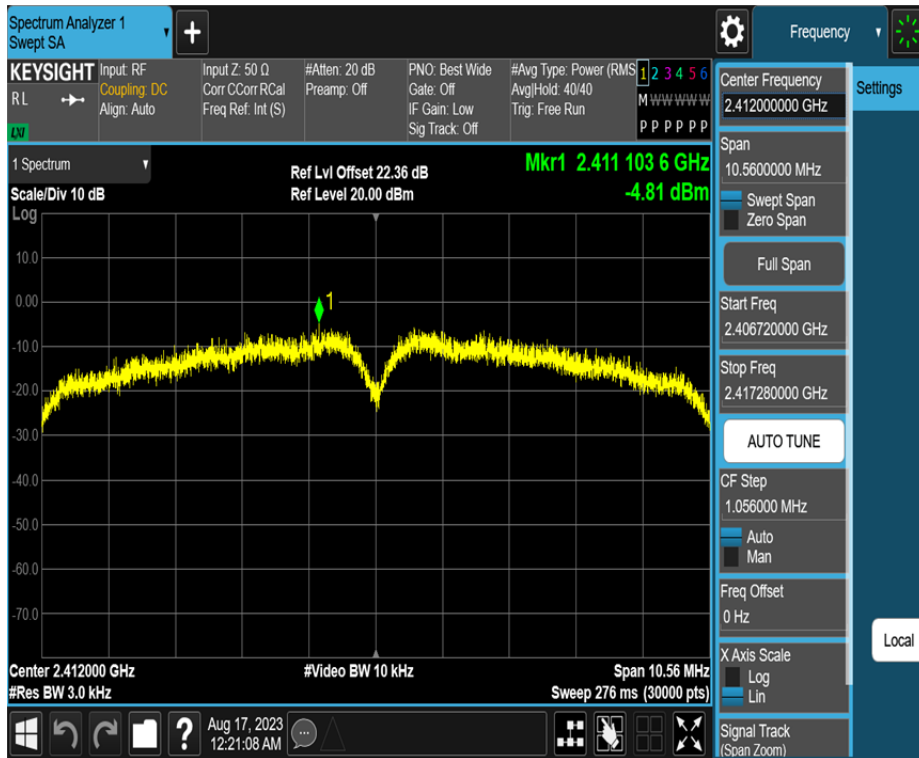 Spectrum Analyzer 1
Swept SA
+
Frequency
KEYSIGHT
RL
LXI
Input: RF
Coupling: DC
Align: Auto
Input Z: 50 Ω
Corr CCorr RCal
Freq Ref: Int (S)
#Atten: 20 dB
Preamp: Off
PNO: Best Wide
Gate: Off
IF Gain: Low
Sig Track: Off
#Avg Type: Power (RMS
Avg|Hold: 40/40
Trig: Free Run
1 2 3 4 5 6
M W W W W W
P P P P P P
1 Spectrum
Scale/Div 10 dB
Log
Ref Lvl Offset 22.36 dB
Ref Level 20.00 dBm
Mkr1 2.411 103 6 GHz
-4.81 dBm
10.0
0.00
1
-10.0
-20.0
-30.0
-40.0
-50.0
-60.0
-70.0
Center 2.412000 GHz
#Res BW 3.0 kHz
#Video BW 10 kHz
Span 10.56 MHz
Sweep 276 ms (30000 pts)
?
Aug 17, 2023
12:21:08 AM
Center Frequency
2.412000000 GHz
Span
10.5600000 MHz
Swept Span
Zero Span
Full Span
Start Freq
2.406720000 GHz
Stop Freq
2.417280000 GHz
AUTO TUNE
CF Step
1.056000 MHz
Auto
Man
Freq Offset
0 Hz
X Axis Scale
Log
Lin
Signal Track
(Span Zoom)
Settings
Local